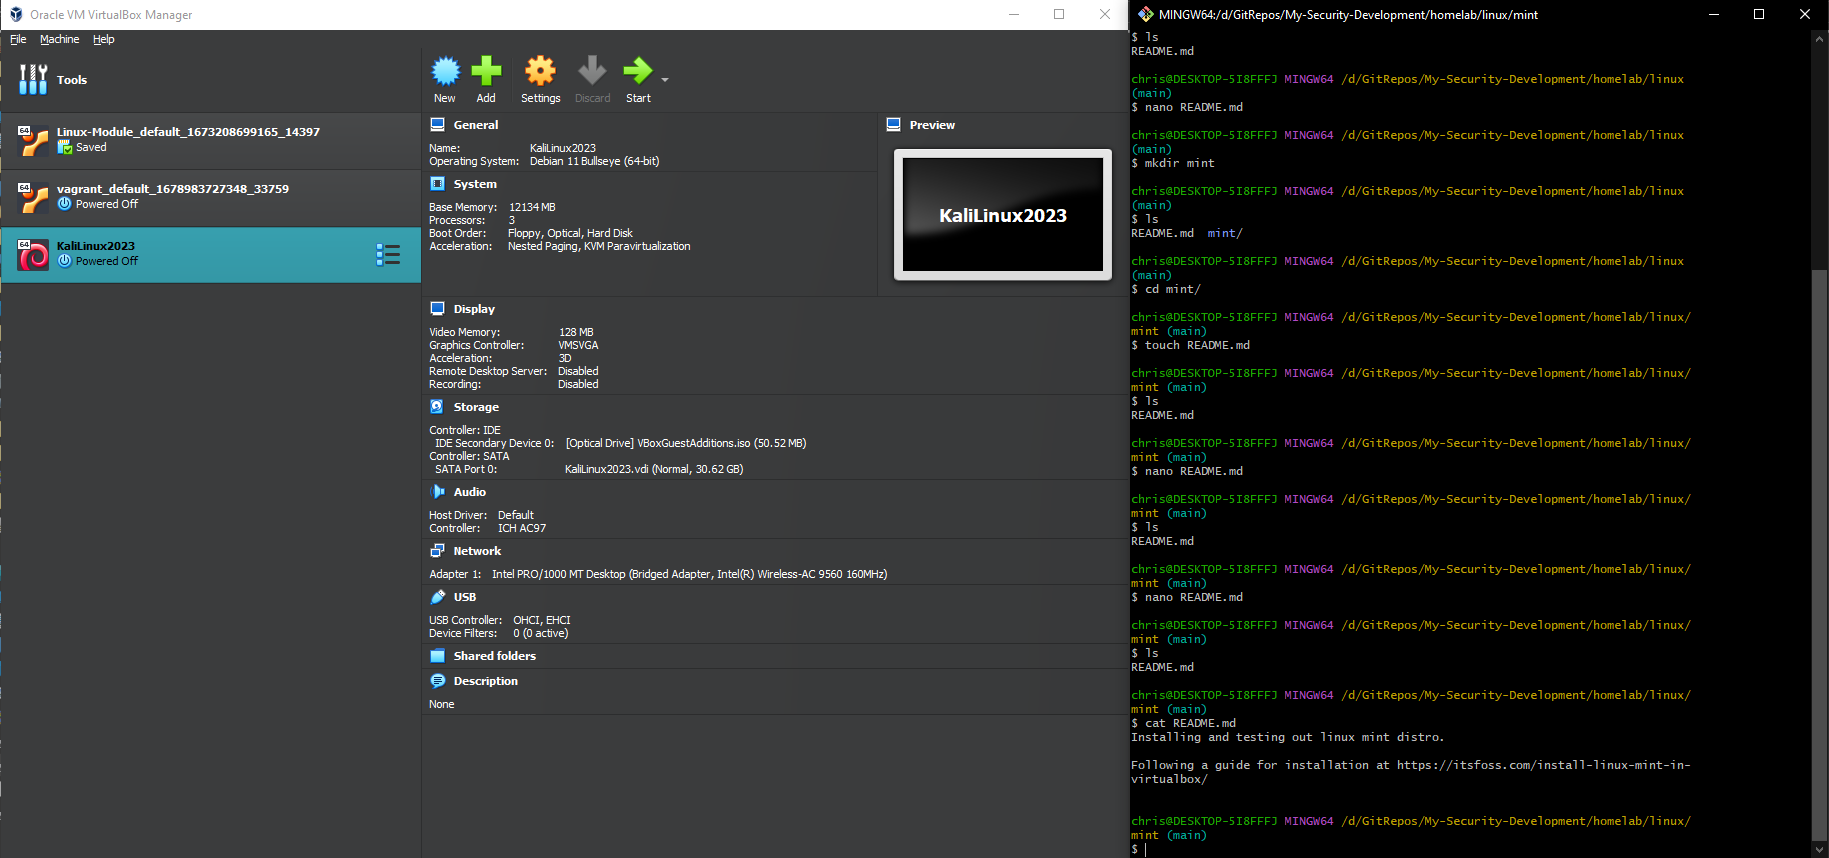 Oracle VM VirtualBox Manager
File Machine Help
Tools
64
Linux-Module_default_1673208699165_14397
Saved
64
vagrant_default_1678983727348_33759
Powered Off
64
KaliLinux2023
Powered Off
New Add Settings Discard Start
General
Name: KaliLinux2023
Operating System: Debian 11 Bullseye (64-bit)
System
Base Memory: 12134 MB
Processors: 3
Boot Order: Floppy, Optical, Hard Disk
Acceleration: Nested Paging, KVM Paravirtualization
Preview
KaliLinux2023
Display
Video Memory: 128 MB
Graphics Controller: VMSVGA
Acceleration: 3D
Remote Desktop Server: Disabled
Recording: Disabled
Storage
Controller: IDE
IDE Secondary Device 0: [Optical Drive] VBoxGuestAdditions.iso (50.52 MB)
Controller: SATA
SATA Port 0: KaliLinux2023.vdi (Normal, 30.62 GB)
Audio
Host Driver: Default
Controller: ICH AC97
Network
Adapter 1: Intel PRO/1000 MT Desktop (Bridged Adapter, Intel(R) Wireless-AC 9560 160MHz)
USB
USB Controller: OHCI, EHCI
Device Filters: 0 (0 active)
Shared folders
Description
None
MINGW64:/d/GitRepos/My-Security-Development/homelab/linux/mint
$ ls
README.md
chris@DESKTOP-5I8FFFJ MINGW64 /d/GitRepos/My-Security-Development/homelab/linux
(main)
$ nano README.md
chris@DESKTOP-5I8FFFJ MINGW64 /d/GitRepos/My-Security-Development/homelab/linux
(main)
$ mkdir mint
chris@DESKTOP-5I8FFFJ MINGW64 /d/GitRepos/My-Security-Development/homelab/linux
(main)
$ ls
README.md mint/
chris@DESKTOP-5I8FFFJ MINGW64 /d/GitRepos/My-Security-Development/homelab/linux
(main)
$ cd mint/
chris@DESKTOP-5I8FFFJ MINGW64 /d/GitRepos/My-Security-Development/homelab/linux/
mint (main)
$ touch README.md
chris@DESKTOP-5I8FFFJ MINGW64 /d/GitRepos/My-Security-Development/homelab/linux/
mint (main)
$ ls
README.md
chris@DESKTOP-5I8FFFJ MINGW64 /d/GitRepos/My-Security-Development/homelab/linux/
mint (main)
$ nano README.md
chris@DESKTOP-5I8FFFJ MINGW64 /d/GitRepos/My-Security-Development/homelab/linux/
mint (main)
$ ls
README.md
chris@DESKTOP-5I8FFFJ MINGW64 /d/GitRepos/My-Security-Development/homelab/linux/
mint (main)
$ nano README.md
chris@DESKTOP-5I8FFFJ MINGW64 /d/GitRepos/My-Security-Development/homelab/linux/
mint (main)
$ ls
README.md
chris@DESKTOP-5I8FFFJ MINGW64 /d/GitRepos/My-Security-Development/homelab/linux/
mint (main)
$ cat README.md
Installing and testing out linux mint distro.
Following a guide for installation at https://itsfoss.com/install-linux-mint-in-
virtualbox/
chris@DESKTOP-5I8FFFJ MINGW64 /d/GitRepos/My-Security-Development/homelab/linux/
mint (main)
$